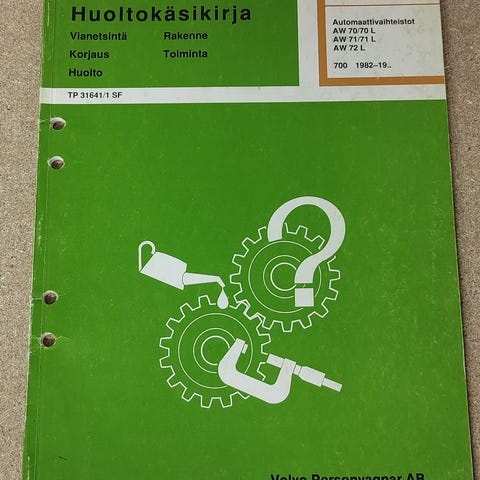 Huoltokäsikirja
Vianetsintä Rakenne
Korjaus Toiminta
Huolto
Automaattivaihteistot
AW 70/70 L
AW 71/71 L
AW 72 L
700 1982–19..
TP 31641/1 SF
Volvo Personvagnar AB